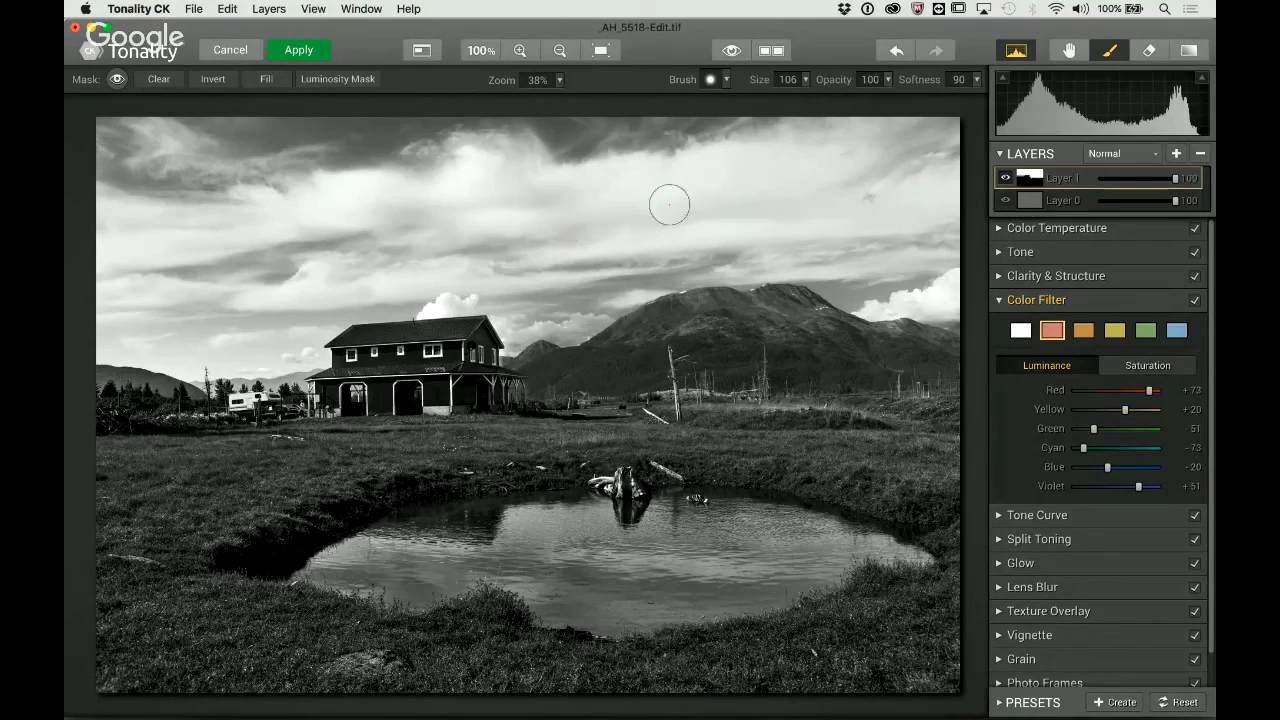 Tonality CK File Edit Layers View Window Help 100%
_AH_5518-Edit.tif
Google
CK Tonality Cancel Apply 100%
Mask: Clear Invert Fill Luminosity Mask Zoom 38% Brush Size 106 Opacity 100 Softness 90
LAYERS Normal
Layer 1 100
Layer 0 100
Color Temperature
Tone
Clarity & Structure
Color Filter
Luminance Saturation
Red +73
Yellow +20
Green -51
Cyan -73
Blue -20
Violet +51
Tone Curve
Split Toning
Glow
Lens Blur
Texture Overlay
Vignette
Grain
Photo Frames
PRESETS Create Reset